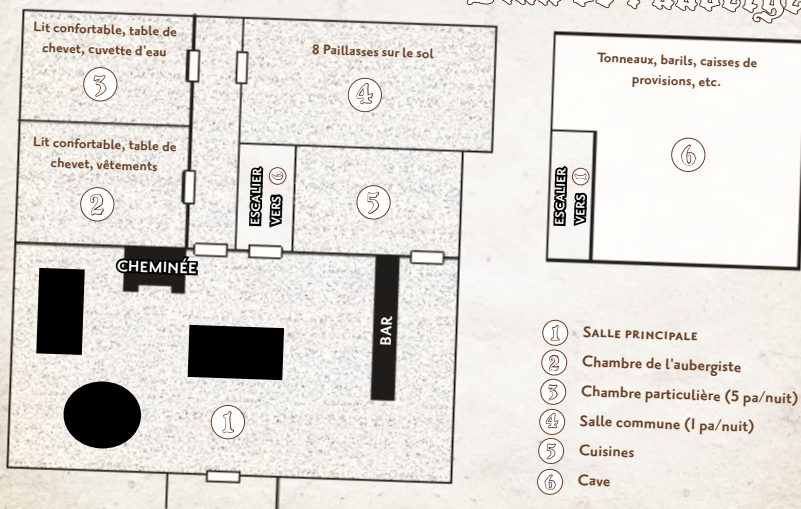 Lit confortable, table de
chevet, cuvette d'eau
3
8 Paillasses sur le sol
4
Tonneaux, barils, caisses de
provisions, etc.
6
Lit confortable, table de
chevet, vêtements
2
ESCALIER
VERS 6
5
ESCALIER
VERS 1
CHEMINÉE
BAR
1
1 SALLE PRINCIPALE
2 Chambre de l'aubergiste
3 Chambre particulière (5 pa/nuit)
4 Salle commune (1 pa/nuit)
5 Cuisines
6 Cave